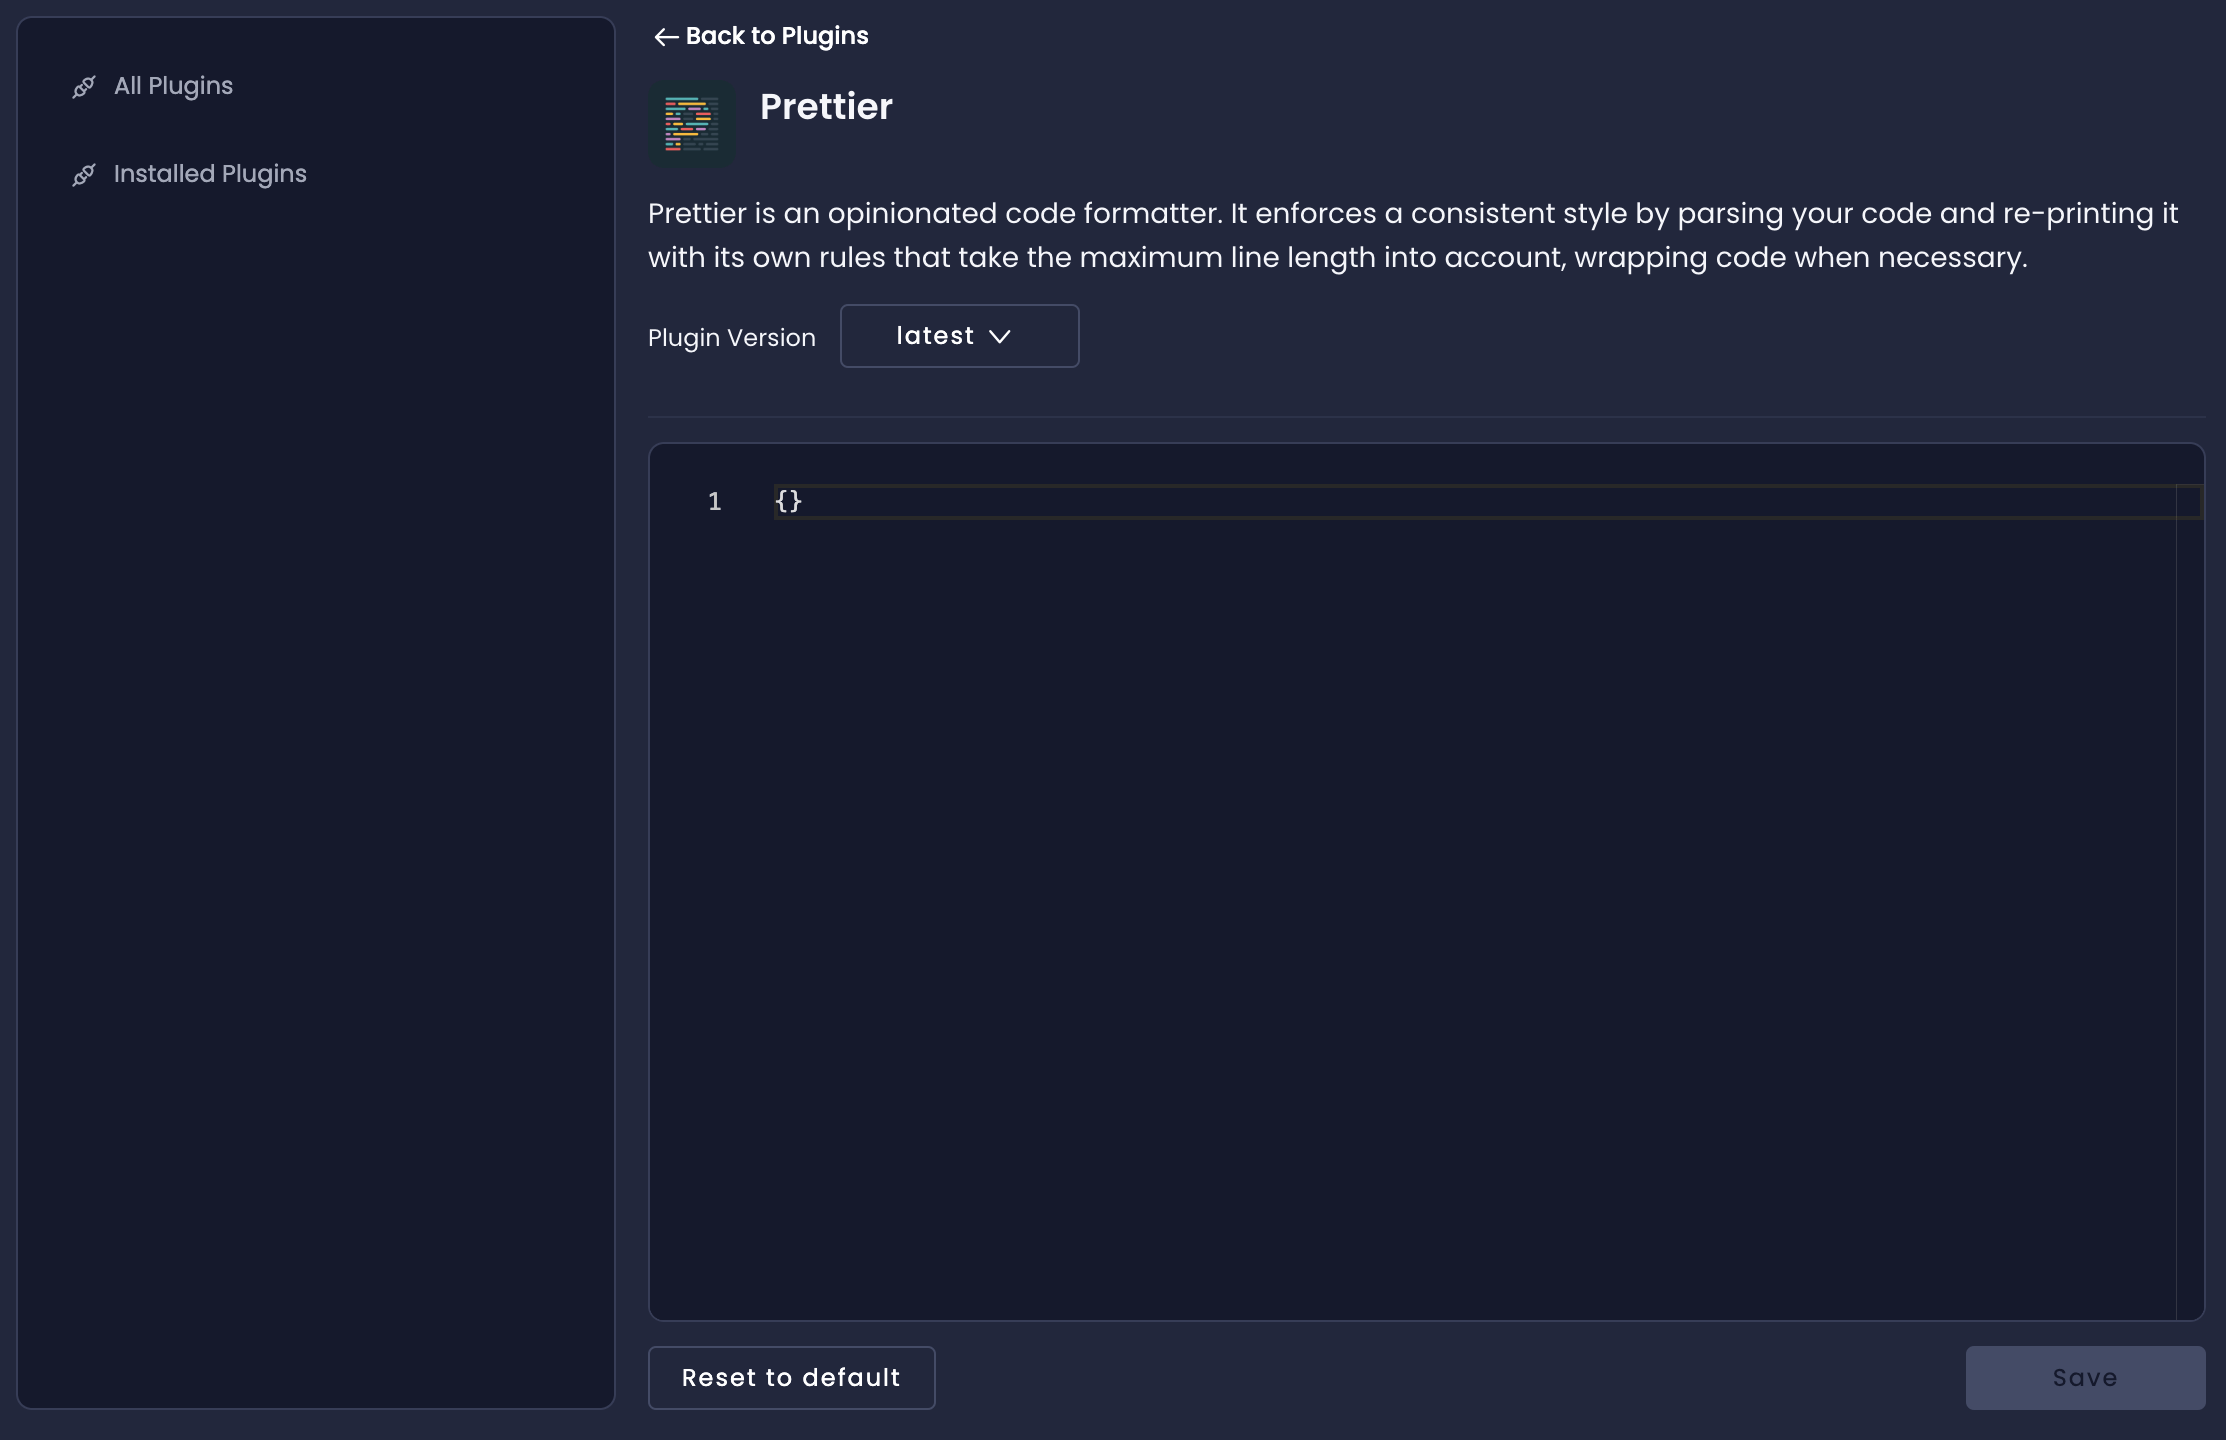 All Plugins
Installed Plugins
Back to Plugins
Prettier
Prettier is an opinionated code formatter. It enforces a consistent style by parsing your code and re-printing it
with its own rules that take the maximum line length into account, wrapping code when necessary.
Plugin Version
latest
1 {}
Reset to default
Save